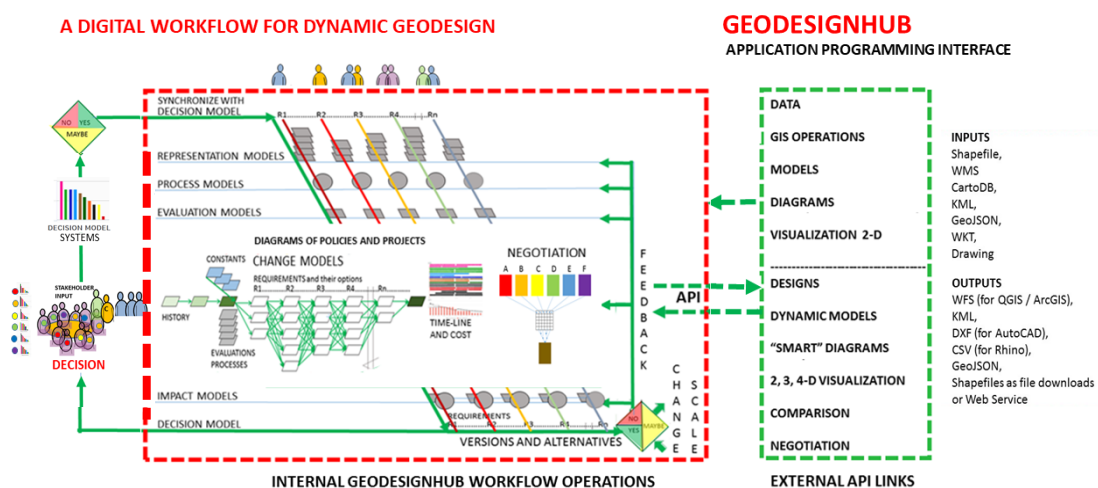 A DIGITAL WORKFLOW FOR DYNAMIC GEODESIGN
GEODESIGNHUB
APPLICATION PROGRAMMING INTERFACE
NO YES
MAYBE
DECISION MODEL
SYSTEMS
STAKEHOLDER
INPUT
DECISION
SYNCHRONIZE WITH
DECISION MODEL
R1 R2 R3 R4 Rn
REPRESENTATION MODELS
PROCESS MODELS
EVALUATION MODELS
DIAGRAMS OF POLICIES AND PROJECTS
CONSTANTS
CHANGE MODELS
REQUIREMENTS and their options
R1 R2 R3 R4 Rn
HISTORY
EVALUATIONS
PROCESSES
TIME-LINE
AND COST
NEGOTIATION
A B C D E F
FEEDBACK
API
CHANGE
SCALE
IMPACT MODELS
REQUIREMENTS
DECISION MODEL
VERSIONS AND ALTERNATIVES
NO
YES
MAYBE
INTERNAL GEODESIGNHUB WORKFLOW OPERATIONS
DATA
GIS OPERATIONS
MODELS
DIAGRAMS
VISUALIZATION 2-D
DESIGNS
DYNAMIC MODELS
“SMART” DIAGRAMS
2, 3, 4-D VISUALIZATION
COMPARISON
NEGOTIATION
EXTERNAL API LINKS
INPUTS
Shapefile,
WMS
CartoDB,
KML,
GeoJSON,
WKT,
Drawing
OUTPUTS
WFS (for QGIS / ArcGIS),
KML,
DXF (for AutoCAD),
CSV (for Rhino),
GeoJSON,
Shapefiles as file downloads
or Web Service